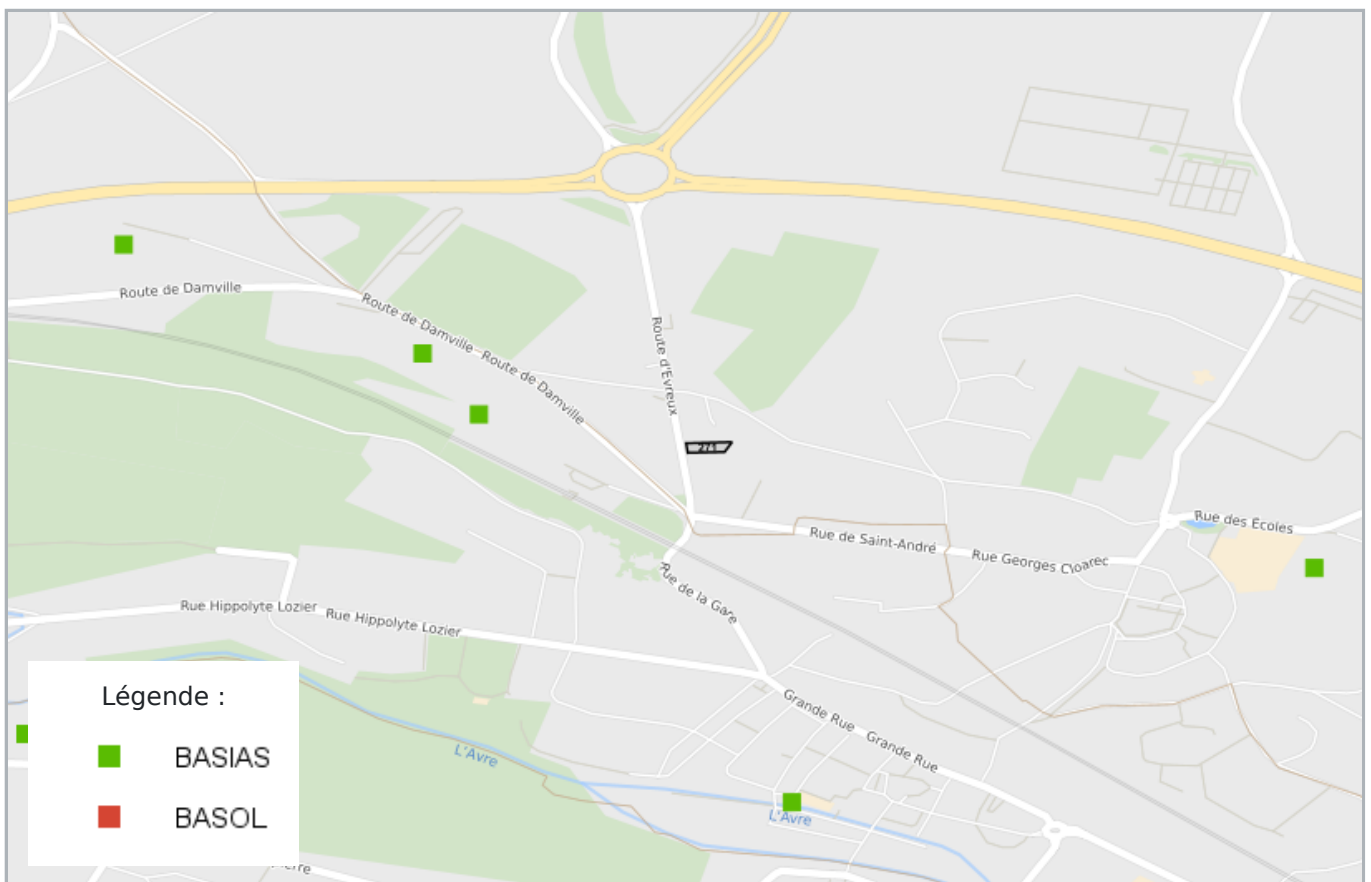 Route de Damville
Route de Damville
Route de Damville
Route d'Evreux
Rue des Écoles
Rue de Saint-André
Rue Georges Cloarec
Rue de la Gare
Rue Hippolyte Lozier
Rue Hippolyte Lozier
Légende :
BASIAS
BASOL
Grande Rue
Grande Rue
L'Avre
L'Avre